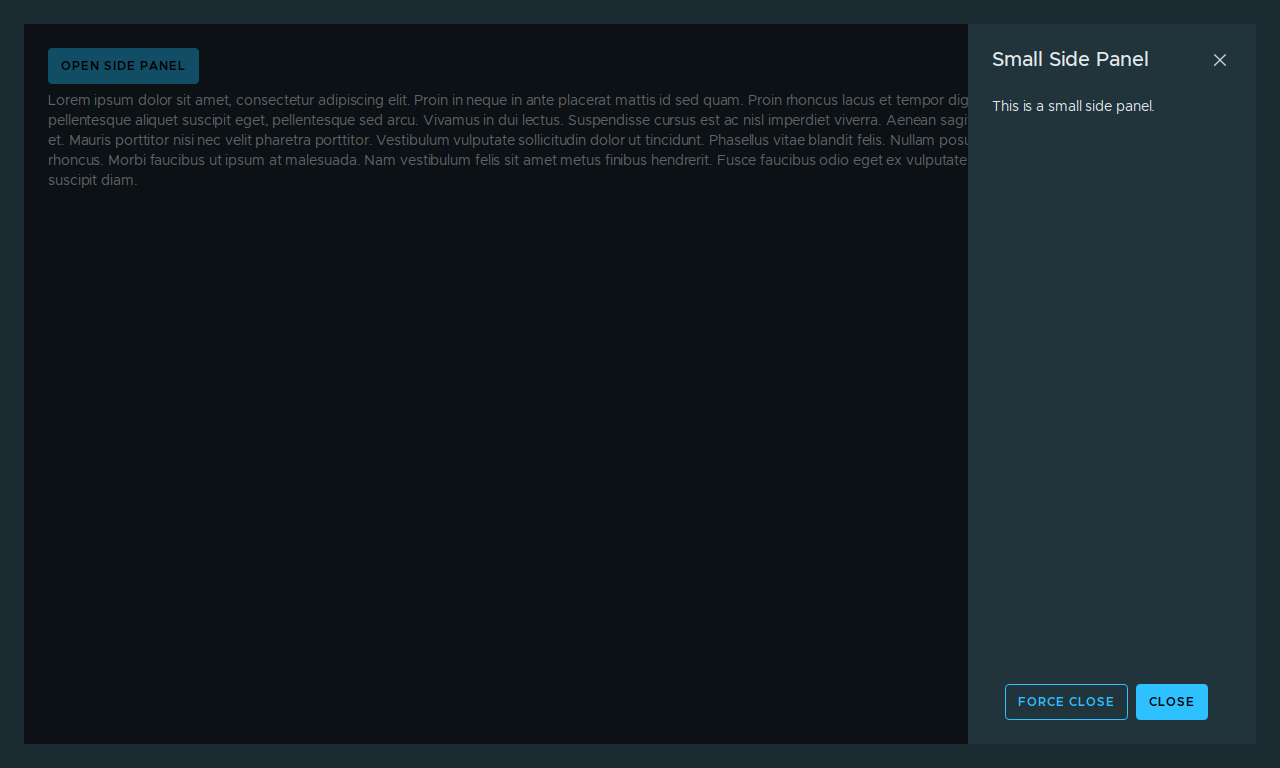 OPEN SIDE PANEL
Lorem ipsum dolor sit amet, consectetur adipiscing elit. Proin in neque in ante placerat mattis id sed quam. Proin rhoncus lacus et tempor dig
pellentesque aliquet suscipit eget, pellentesque sed arcu. Vivamus in dui lectus. Suspendisse cursus est ac nisl imperdiet viverra. Aenean sagi
et. Mauris porttitor nisi nec velit pharetra porttitor. Vestibulum vulputate sollicitudin dolor ut tincidunt. Phasellus vitae blandit felis. Nullam posu
rhoncus. Morbi faucibus ut ipsum at malesuada. Nam vestibulum felis sit amet metus finibus hendrerit. Fusce faucibus odio eget ex vulputate
suscipit diam.
Small Side Panel
This is a small side panel.
FORCE CLOSE
CLOSE